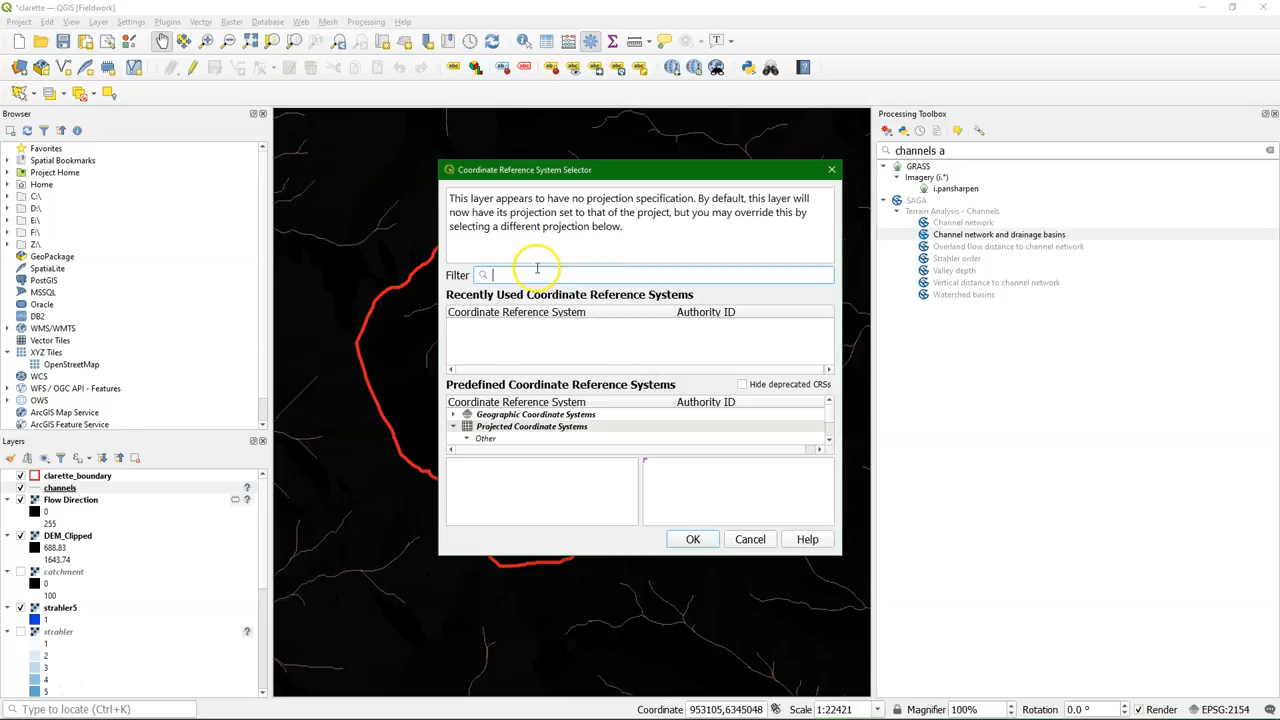 *clarette — QGIS [Fieldwork]
Project Edit View Layer Settings Plugins Vector Raster Database Web Mesh Processing Help
Browser
Favorites
Spatial Bookmarks
Project Home
Home
C:\
D:\
E:\
F:\
Z:\
GeoPackage
SpatiaLite
PostGIS
MSSQL
Oracle
DB2
WMS/WMTS
Vector Tiles
XYZ Tiles
OpenStreetMap
WCS
WFS / OGC API - Features
OWS
ArcGIS Map Service
ArcGIS Feature Service
Layers
clarette_boundary
channels
Flow Direction
0
255
DEM_Clipped
688.83
1643.74
catchment
0
100
strahler5
1
strahler
1
2
3
4
5
Coordinate Reference System Selector
This layer appears to have no projection specification. By default, this layer will
now have its projection set to that of the project, but you may override this by
selecting a different projection below.
Filter
Recently Used Coordinate Reference Systems
Coordinate Reference System Authority ID
Predefined Coordinate Reference Systems Hide deprecated CRSs
Coordinate Reference System Authority ID
Geographic Coordinate Systems
Projected Coordinate Systems
Other
OK Cancel Help
Processing Toolbox
channels a
GRASS
Imagery (i.*)
i.pansharpen
SAGA
Terrain Analysis - Channels
Channel network
Channel network and drainage basins
Overland flow distance to channel network
Strahler order
Valley depth
Vertical distance to channel network
Watershed basins
Type to locate (Ctrl+K) Coordinate 953105,6345048 Scale 1:22421 Magnifier 100% Rotation 0.0 ° Render EPSG:2154